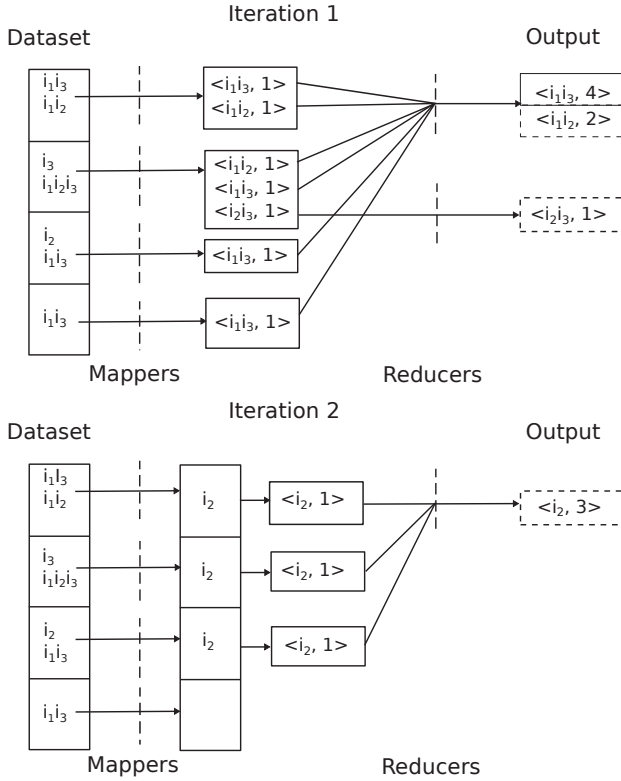 Iteration 1
Dataset
Output
i₁i₃
i₁i₂
<i₁i₃, 1>
<i₁i₂, 1>
<i₁i₃, 4>
<i₁i₂, 2>
i₃
i₁i₂i₃
<i₁i₂, 1>
<i₁i₃, 1>
<i₂i₃, 1>
<i₂i₃, 1>
i₂
i₁i₃
<i₁i₃, 1>
i₁i₃
<i₁i₃, 1>
Mappers
Reducers
Iteration 2
Dataset
Output
i₁I₃
i₁i₂
i₂
<i₂, 1>
<i₂, 3>
i₃
i₁i₂i₃
i₂
<i₂, 1>
i₂
i₁i₃
i₂
<i₂, 1>
i₁i₃
Mappers
Reducers